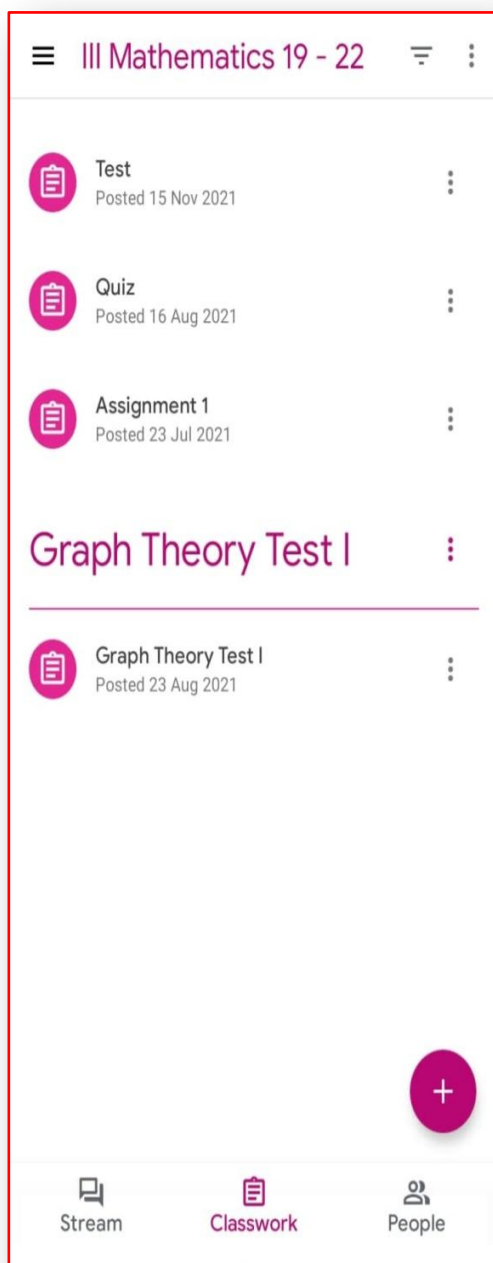 III Mathematics 19 - 22
Test
Posted 15 Nov 2021
Quiz
Posted 16 Aug 2021
Assignment 1
Posted 23 Jul 2021
Graph Theory Test I
Graph Theory Test I
Posted 23 Aug 2021
Stream
Classwork
People